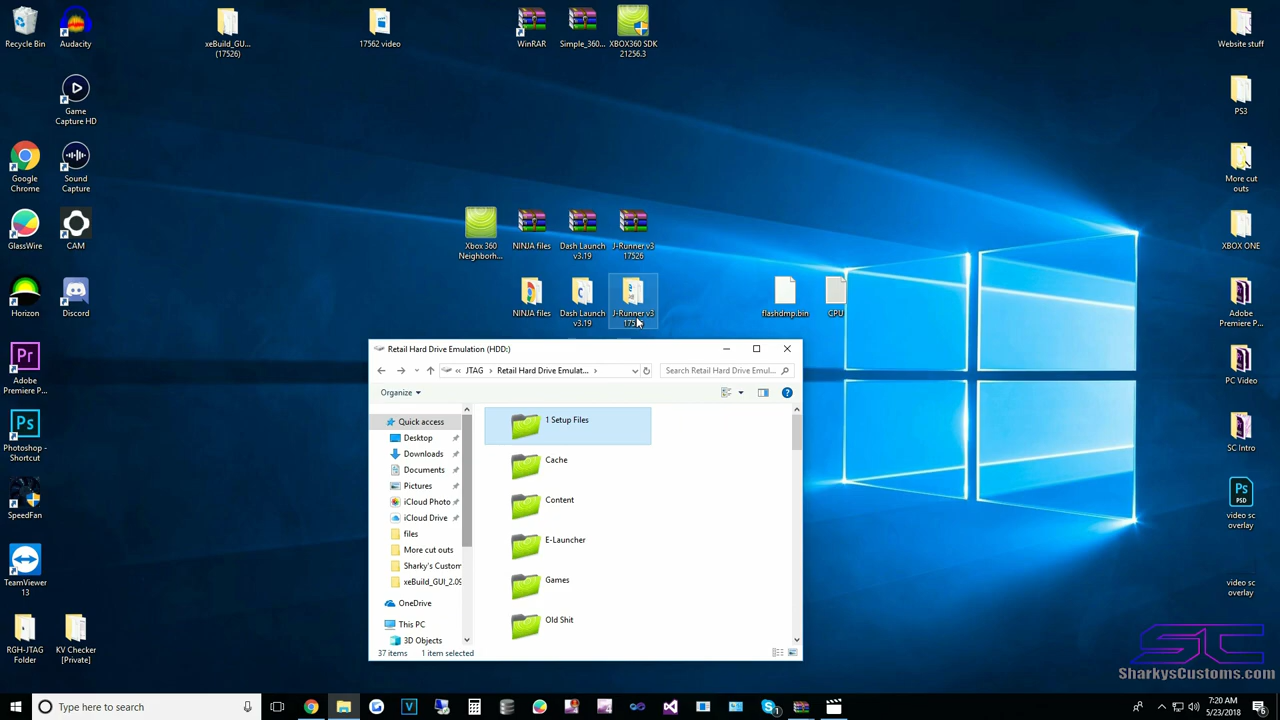 Recycle Bin
Audacity
xeBuild_GU...
(17526)
17562 video
WinRAR
Simple_360...
XBOX360 SDK
21256.3
Website stuff
Game
Capture HD
PS3
Google
Chrome
Sound
Capture
More cut
outs
GlassWire
CAM
Xbox 360
Neighborh...
NINJA files
Dash Launch
v3.19
J-Runner v3
17526
XBOX ONE
Horizon
Discord
NINJA files
Dash Launch
v3.19
J-Runner v3
flashdmp.bin
CPU
Adobe
Premiere P...
Adobe
Premiere P...
PC Video
Photoshop -
Shortcut
SC Intro
SpeedFan
video sc
overlay
TeamViewer
13
video sc
overlay
RGH-JTAG
Folder
KV Checker
[Private]
Retail Hard Drive Emulation (HDD:)
« JTAG > Retail Hard Drive Emulat... >
Search Retail Hard Drive Emul...
Organize
Quick access
Desktop
Downloads
Documents
Pictures
iCloud Photo
iCloud Drive
files
More cut outs
Sharky's Custom
xeBuild_GUI_2.09
OneDrive
This PC
3D Objects
1 Setup Files
Cache
Content
E-Launcher
Games
Old Shit
37 items
1 item selected
SC
SharkysCustoms.com
Type here to search
7:20 AM
5/23/2018